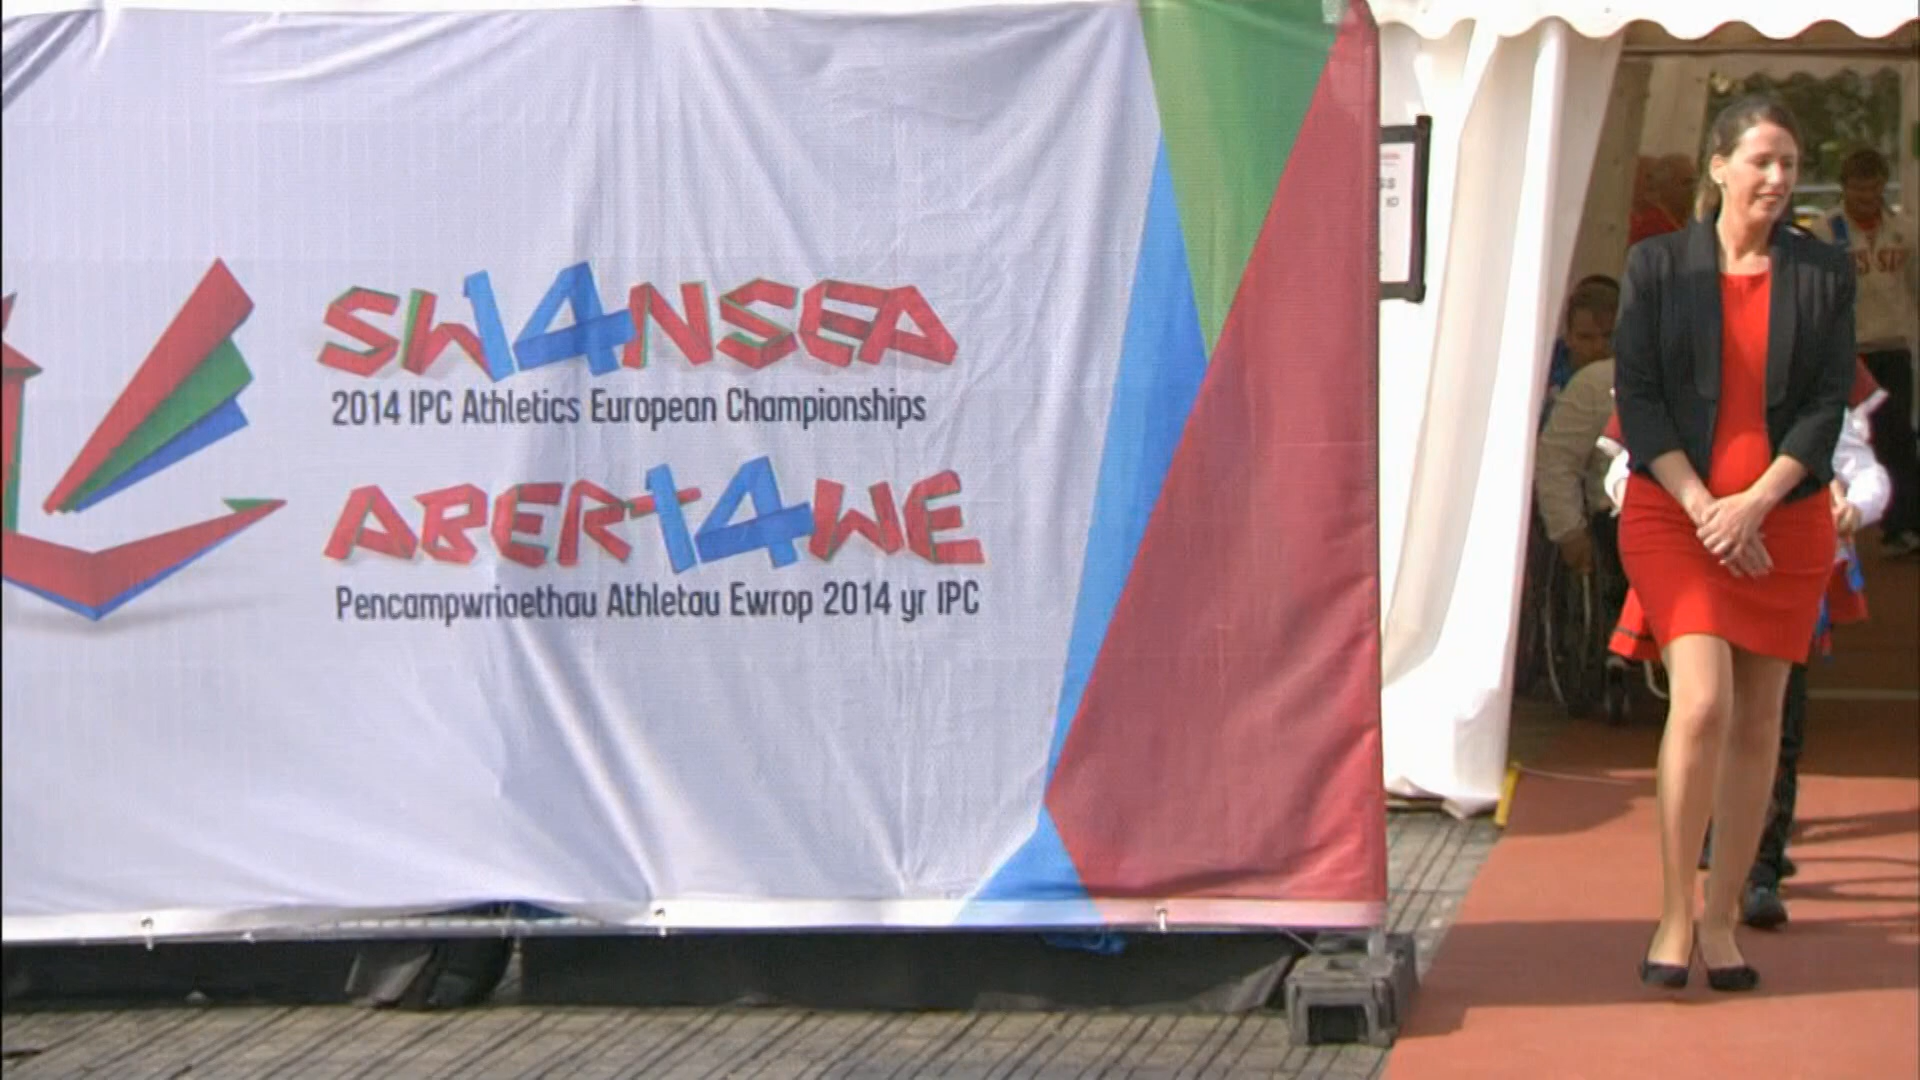 SW14NSEA
2014 IPC Athletics European Championships
ABERT14WE
Pencampwriaethau Athletau Ewrop 2014 yr IPC